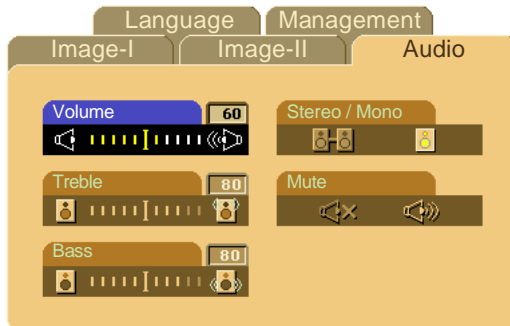 Language Management
Image-I Image-II Audio
Volume 60
Stereo / Mono
Treble 80
Mute
Bass 80